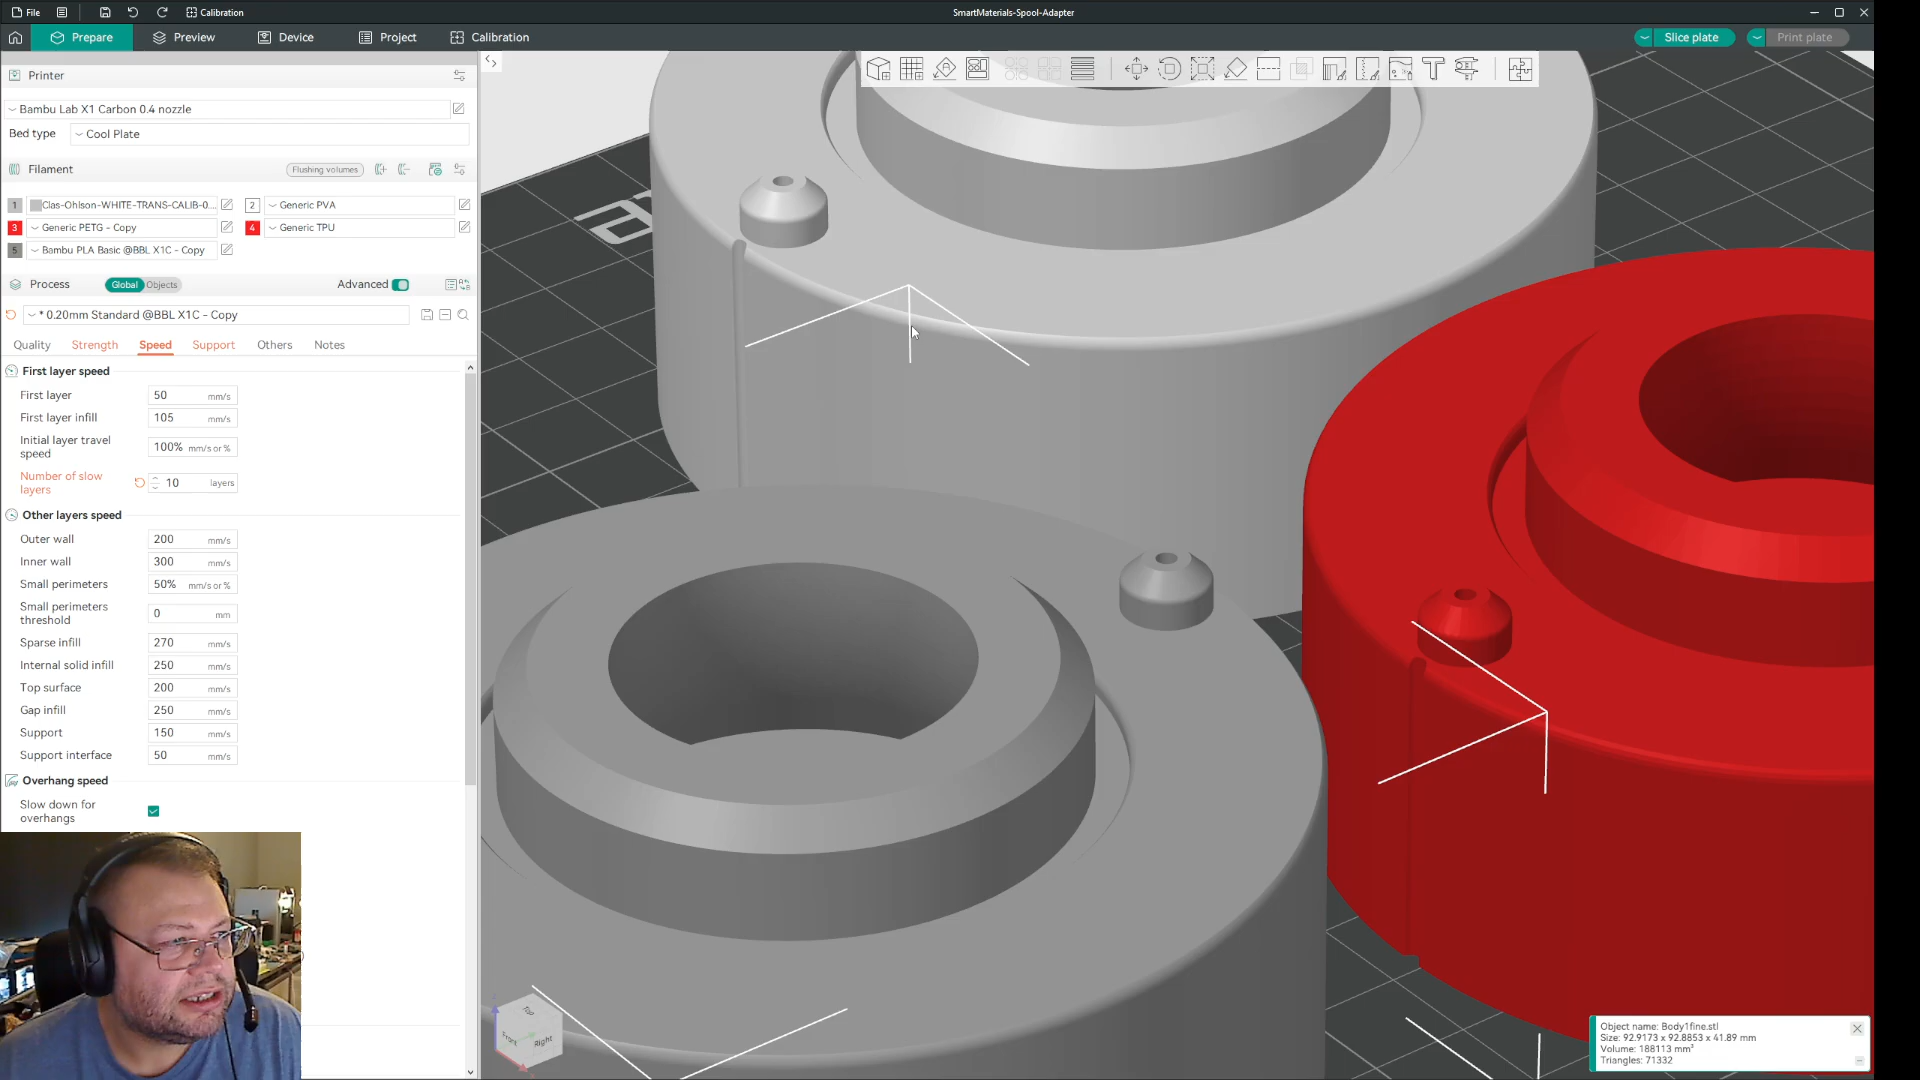 File
Calibration
SmartMaterials-Spool-Adapter
Prepare
Preview
Device
Project
Calibration
Slice plate
Print plate
Printer
Bambu Lab X1 Carbon 0.4 nozzle
Bed type
Cool Plate
Filament
Flushing volumes
1 Clas-Ohlson-WHITE-TRANS-CALIB-0...
2 Generic PVA
3 Generic PETG - Copy
4 Generic TPU
5 Bambu PLA Basic @BBL X1C - Copy
Process
Global
Objects
Advanced
* 0.20mm Standard @BBL X1C - Copy
Quality
Strength
Speed
Support
Others
Notes
First layer speed
First layer 50 mm/s
First layer infill 105 mm/s
Initial layer travel
speed
100% mm/s or %
Number of slow
layers
10 layers
Other layers speed
Outer wall 200 mm/s
Inner wall 300 mm/s
Small perimeters 50% mm/s or %
Small perimeters
threshold
0 mm
Sparse infill 270 mm/s
Internal solid infill 250 mm/s
Top surface 200 mm/s
Gap infill 250 mm/s
Support 150 mm/s
Support interface 50 mm/s
Overhang speed
Slow down for
overhangs
Top
Front
Right
Object name: Body1fine.stl
Size: 92.9173 x 92.8853 x 41.89 mm
Volume: 188113 mm³
Triangles: 71332